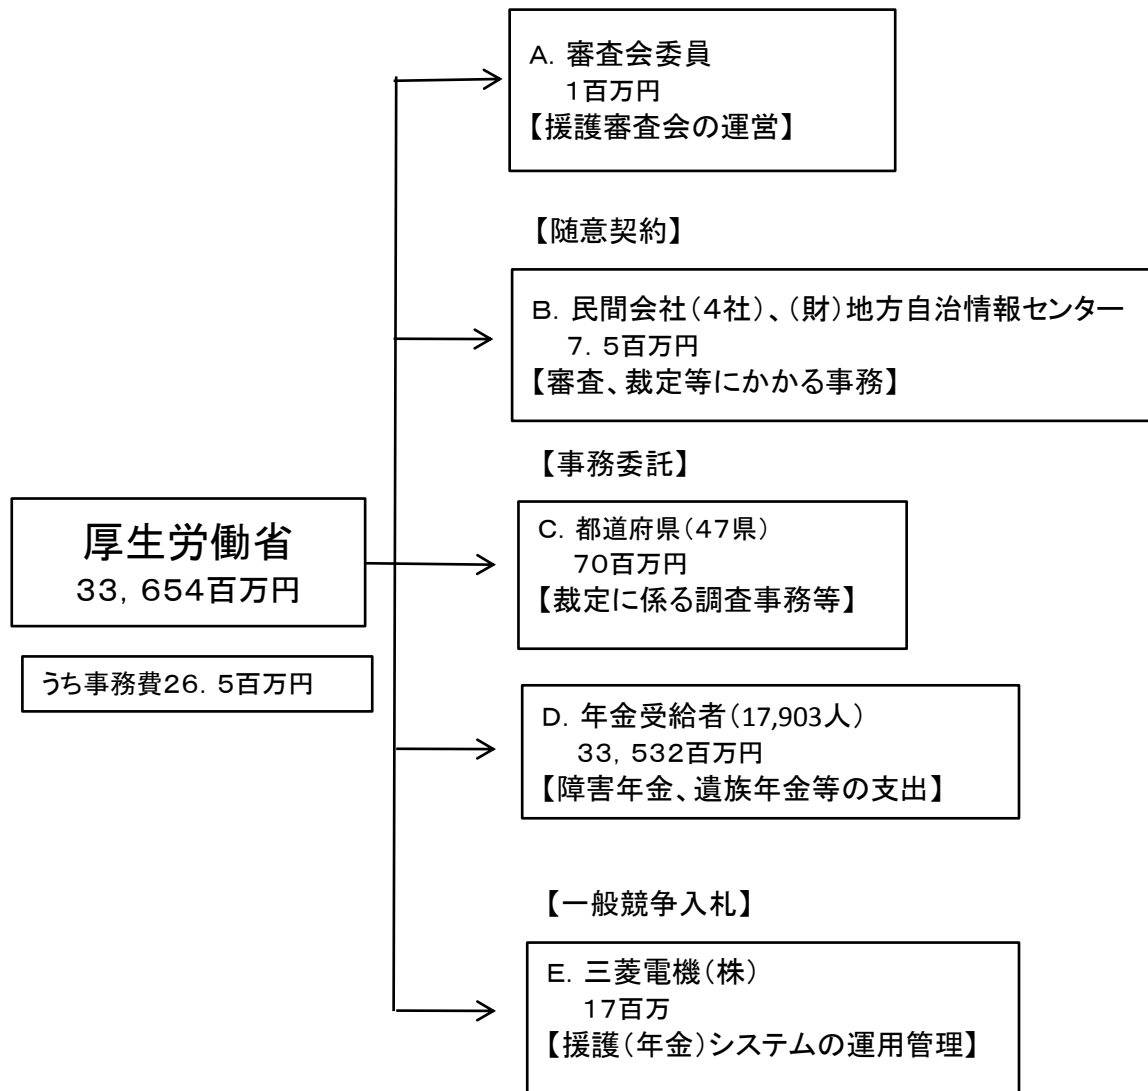 A. 審査会委員
1百万円
【援護審査会の運営】
【随意契約】
B. 民間会社(4社)、(財)地方自治情報センター
7. 5百万円
【審査、裁定等にかかる事務】
【事務委託】
C. 都道府県(47県)
70百万円
【裁定に係る調査事務等】
厚生労働省
33, 654百万円
うち事務費26. 5百万円
D. 年金受給者(17,903人)
33, 532百万円
【障害年金、遺族年金等の支出】
【一般競争入札】
E. 三菱電機(株)
17百万
【援護(年金)システムの運用管理】